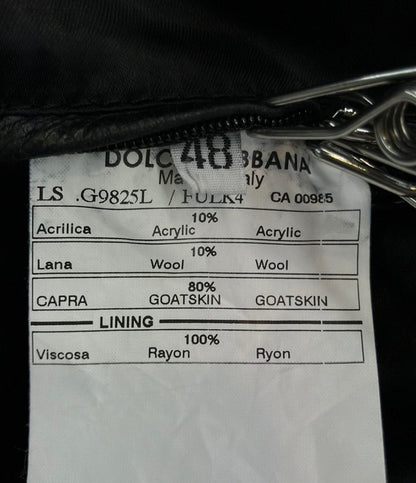 48
DOLC BBANA
Ma aly
LS .G9825L / FULK4 CA 00985
10%
Acrilica Acrylic Acrylic
10%
Lana Wool Wool
80%
CAPRA GOATSKIN GOATSKIN
LINING
100%
Viscosa Rayon Ryon